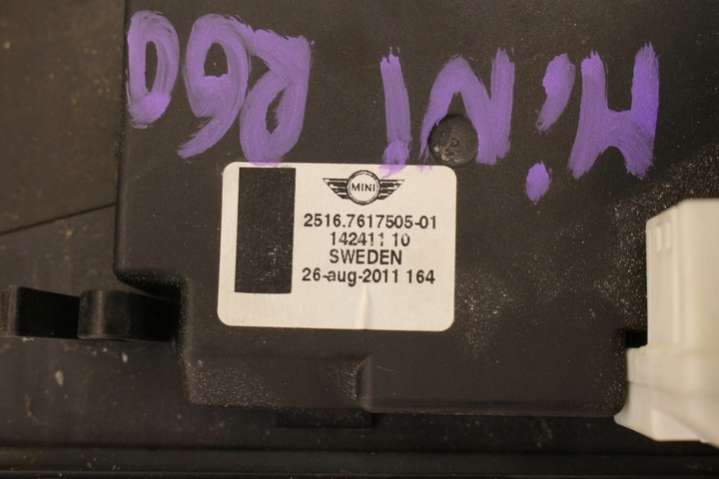 MINI R60
MINI
2516.7617505-01
142411 10
SWEDEN
26-aug-2011 164